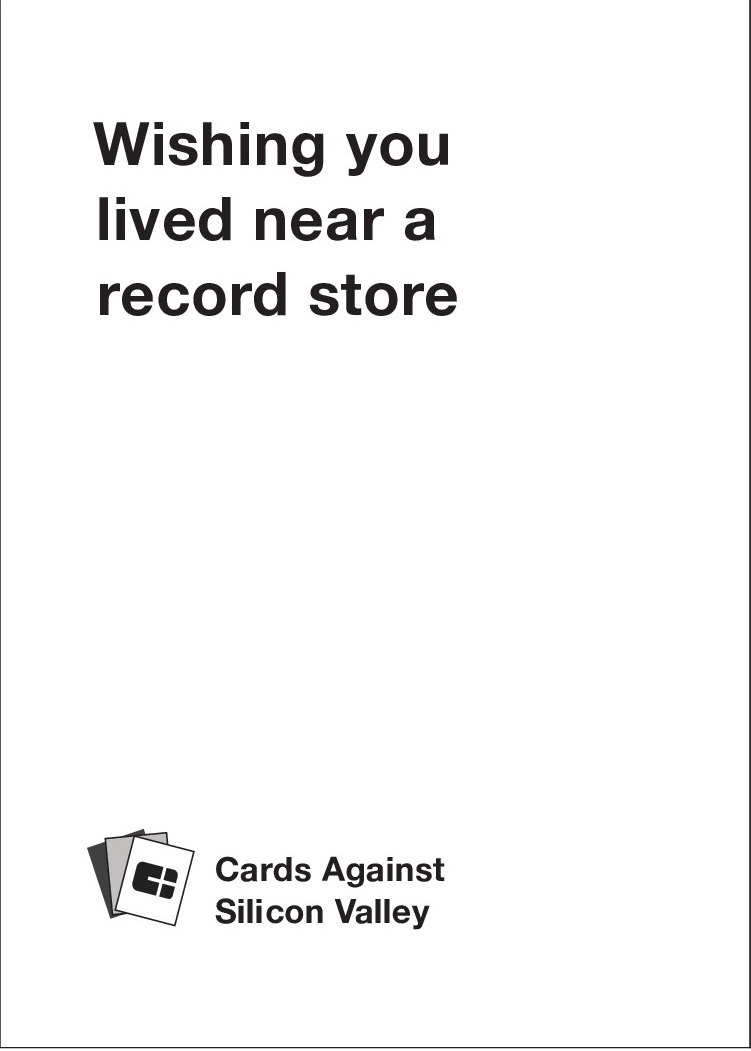 Wishing you
lived near a
record store
Cards Against
Silicon Valley